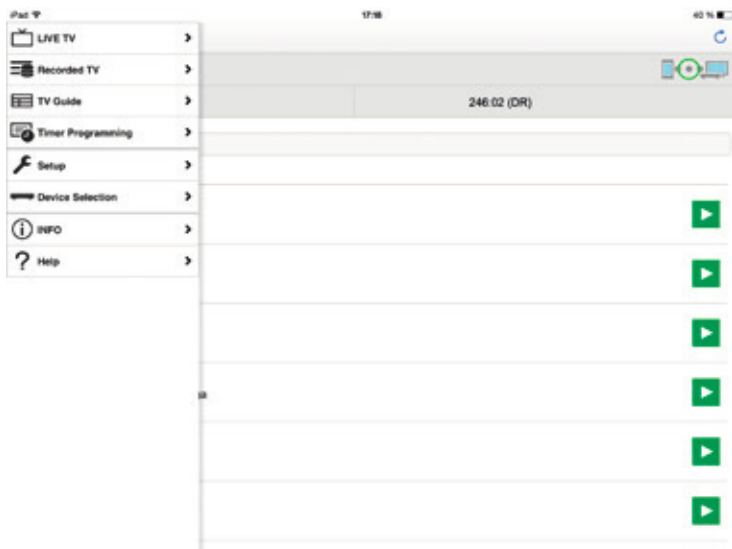 iPad 17:18 40 %
LIVE TV
Recorded TV
TV Guide
246:02 (DR)
Timer Programming
Setup
Device Selection
INFO
Help